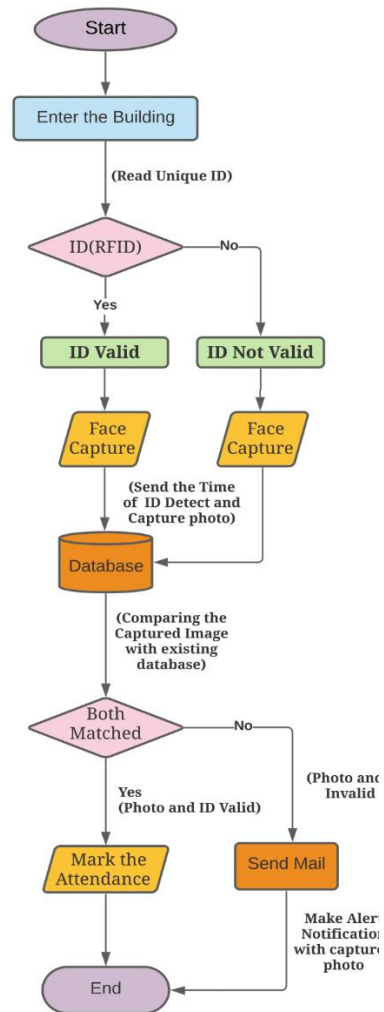 Start
Enter the Building
(Read Unique ID)
ID(RFID)
No
Yes
ID Valid
ID Not Valid
Face
Capture
Face
Capture
(Send the Time
of ID Detect and
Capture photo)
Database
(Comparing the
Captured Image
with existing
database)
Both
Matched
No
Yes
(Photo and ID Valid)
(Photo and
Invalid
Mark the
Attendance
Send Mail
Make Alert
Notification
with capture
photo
End